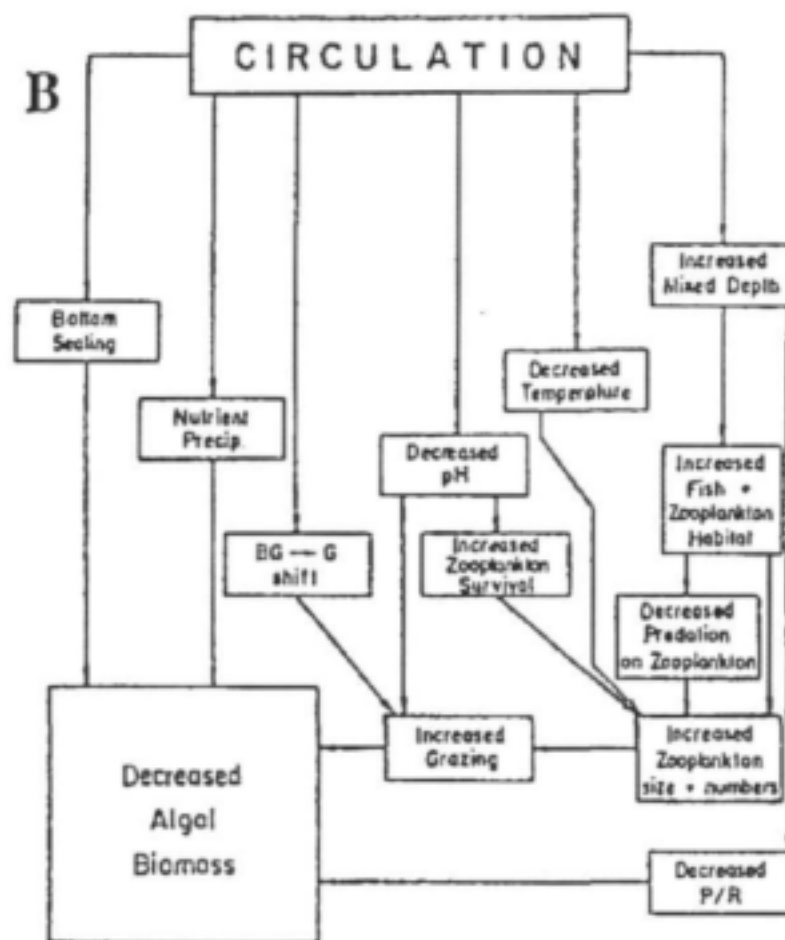 CIRCULATION
B
Increased
Mixed Depth
Bottom
Sealing
Decreased
Temperature
Nutrient
Precip.
Decreased
pH
Increased
Fish +
Zooplankton
Habitat
BG → G
shift
Increased
Zooplankton
Survival
Decreased
Predation
on Zooplankton
Increased
Grazing
Increased
Zooplankton
size + numbers
Decreased
Algal
Biomass
Decreased
P/R